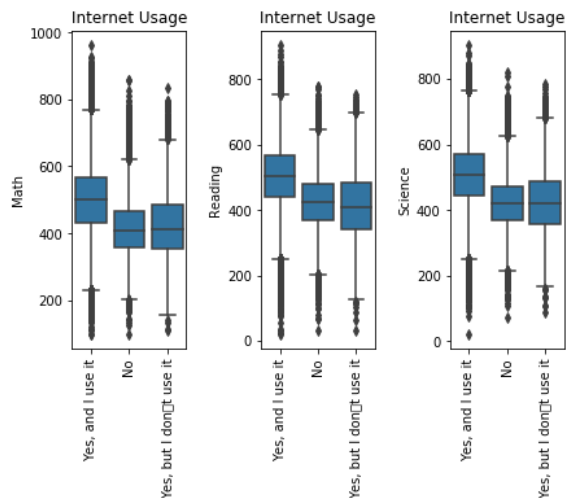 Internet Usage
Math
1000
800
600
400
200
Yes, and I use it
No
Yes, but I don▯t use it
Internet Usage
Reading
800
600
400
200
0
Yes, and I use it
No
Yes, but I don▯t use it
Internet Usage
Science
800
600
400
200
0
Yes, and I use it
No
Yes, but I don▯t use it